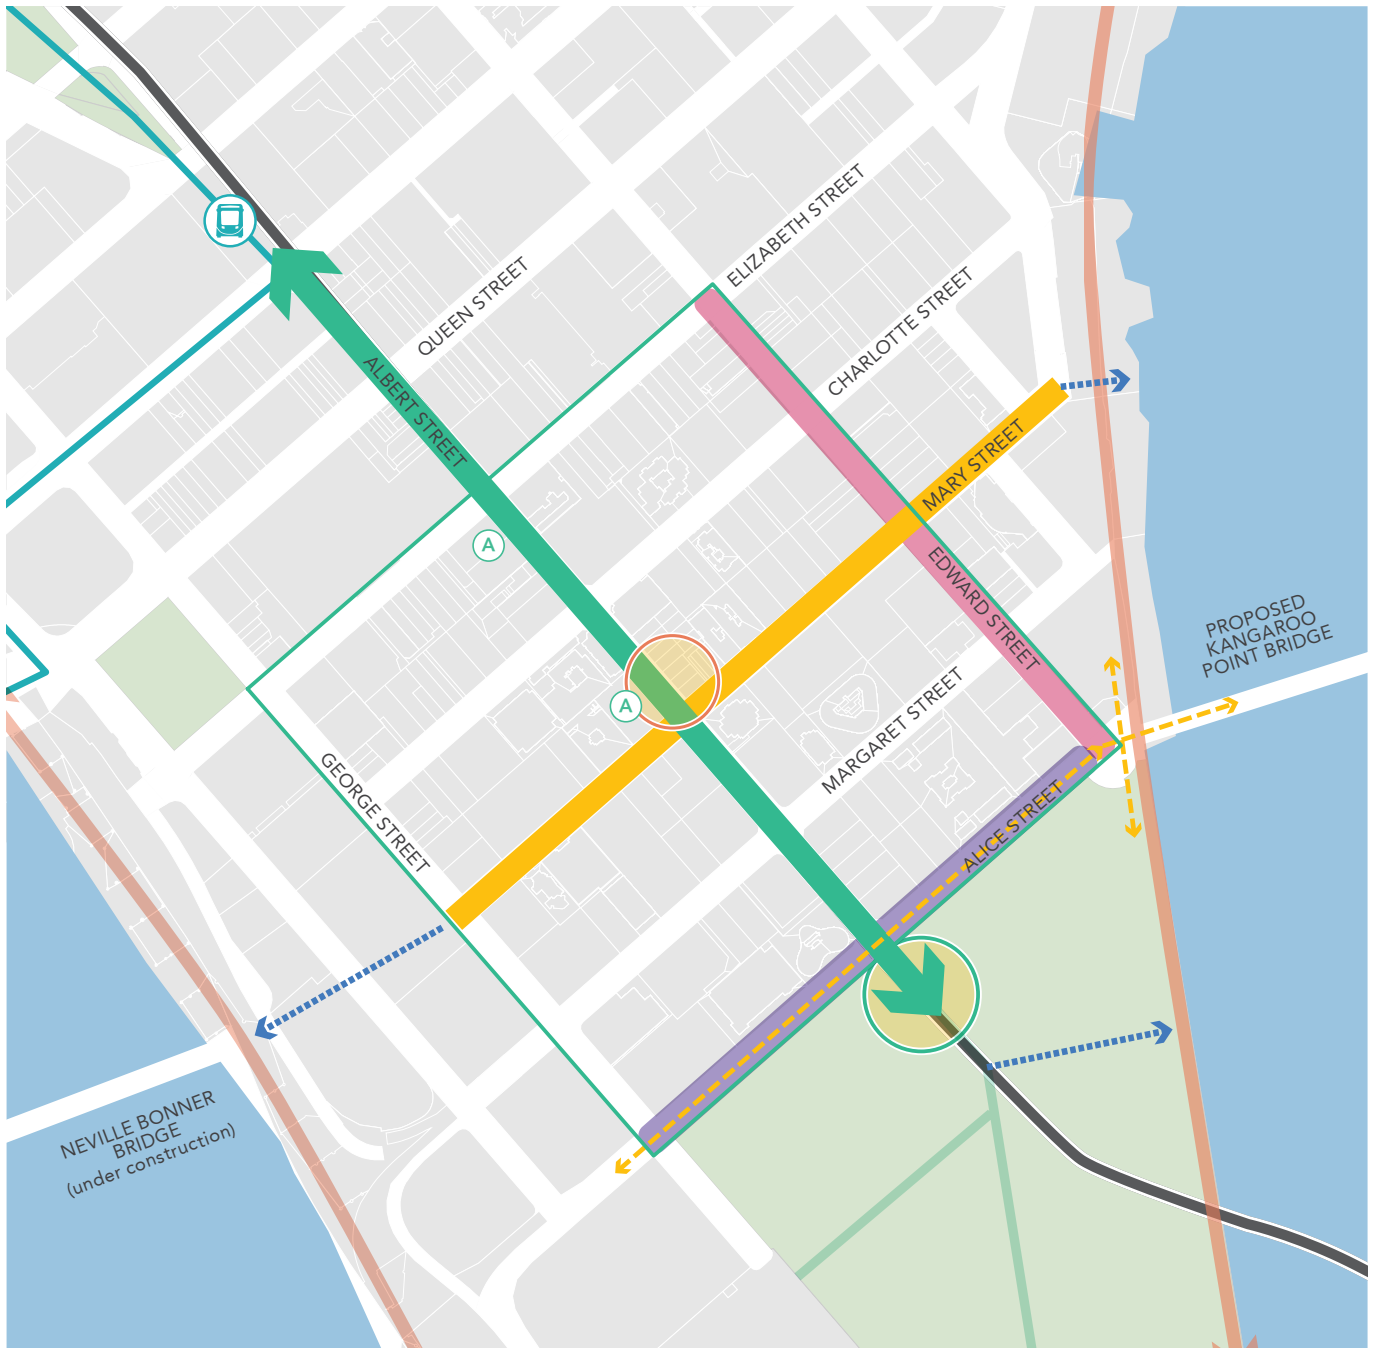 ELIZABETH STREET
QUEEN STREET
CHARLOTTE STREET
ALBERT STREET
MARY STREET
A
EDWARD STREET
PROPOSED
KANGAROO
POINT BRIDGE
A
MARGARET STREET
GEORGE STREET
ALICE STREET
NEVILLE BONNER
BRIDGE
(under construction)